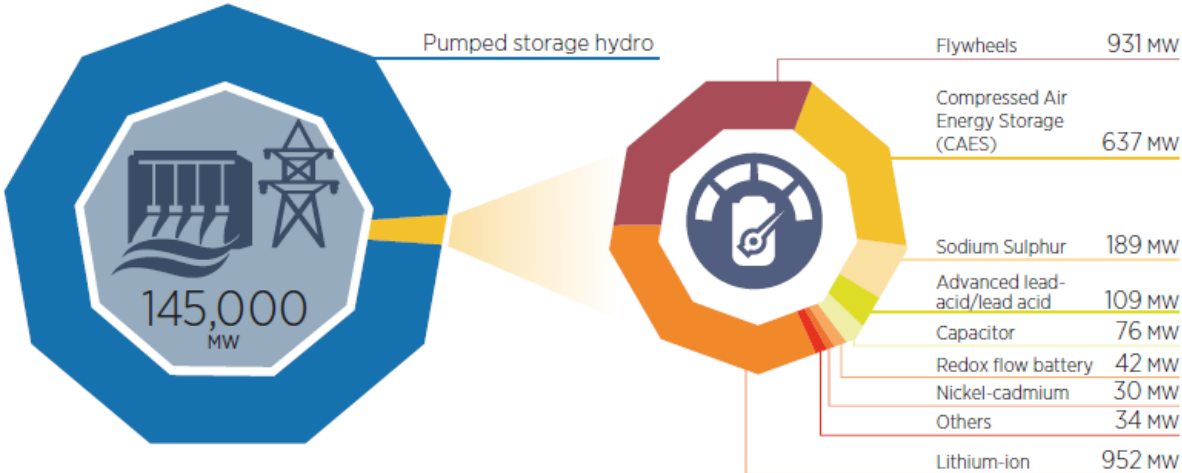 Pumped storage hydro
145,000
MW
Flywheels 931 MW
Compressed Air
Energy Storage
(CAES) 637 MW
Sodium Sulphur 189 MW
Advanced lead-
acid/lead acid 109 MW
Capacitor 76 MW
Redox flow battery 42 MW
Nickel-cadmium 30 MW
Others 34 MW
Lithium-ion 952 MW